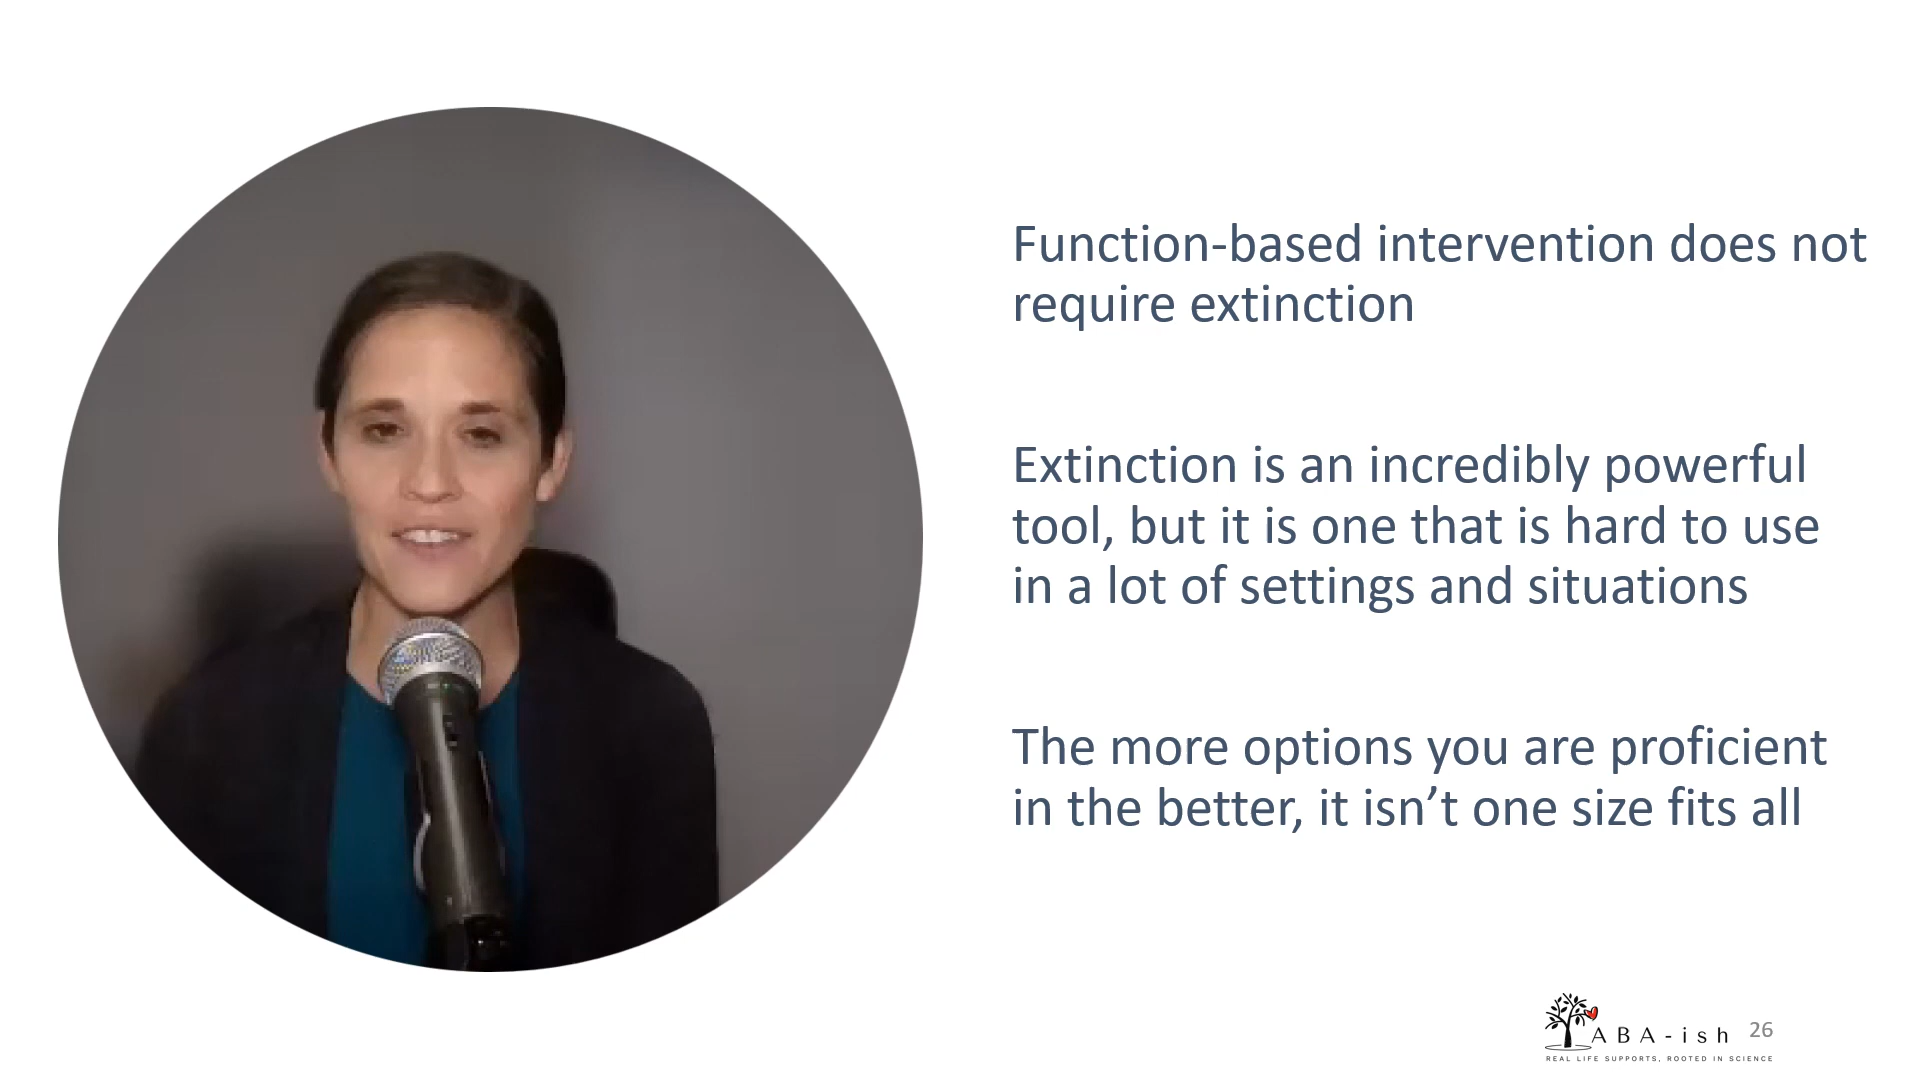 Function-based intervention does not
require extinction
Extinction is an incredibly powerful
tool, but it is one that is hard to use
in a lot of settings and situations
The more options you are proficient
in the better, it isn’t one size fits all
ABA-ish
26
REAL LIFE SUPPORTS, ROOTED IN SCIENCE